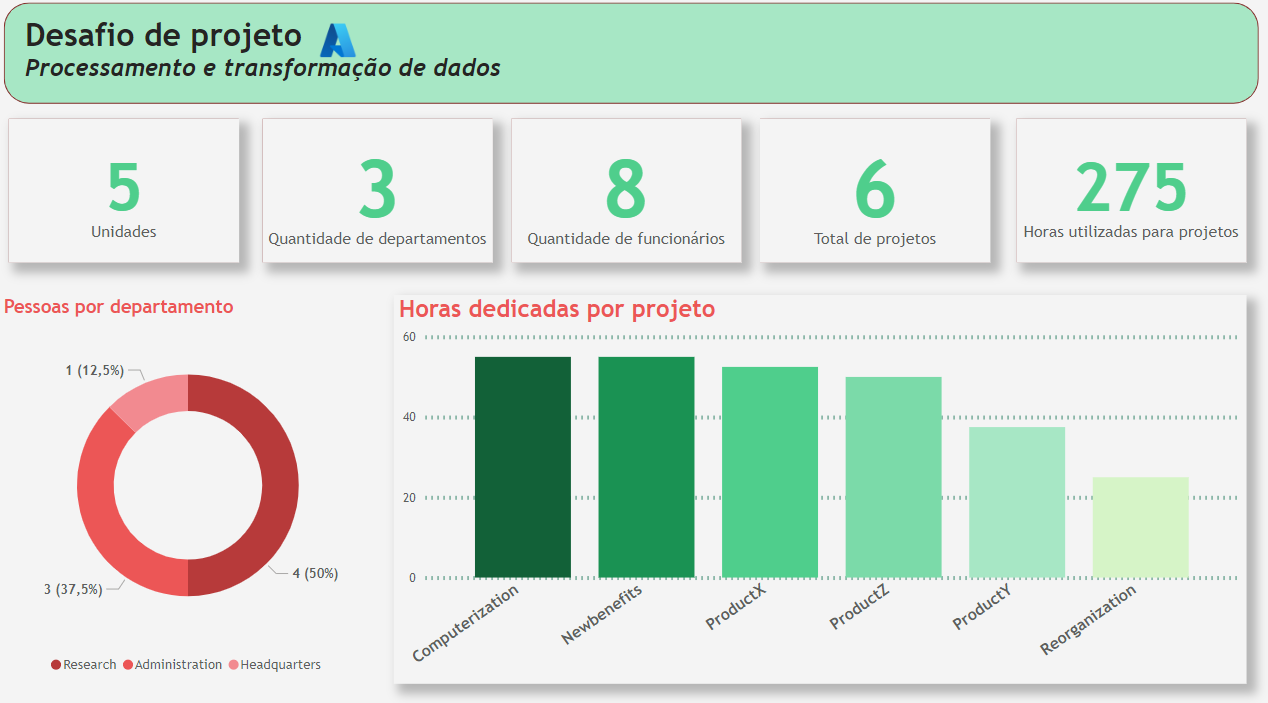 Desafio de projeto
Processamento e transformação de dados
5
Unidades
3
Quantidade de departamentos
8
Quantidade de funcionários
6
Total de projetos
275
Horas utilizadas para projetos
Pessoas por departamento
1 (12,5%)
3 (37,5%)
4 (50%)
Research Administration Headquarters
Horas dedicadas por projeto
60
40
20
0
Computerization
Newbenefits
ProductX
ProductZ
ProductY
Reorganization